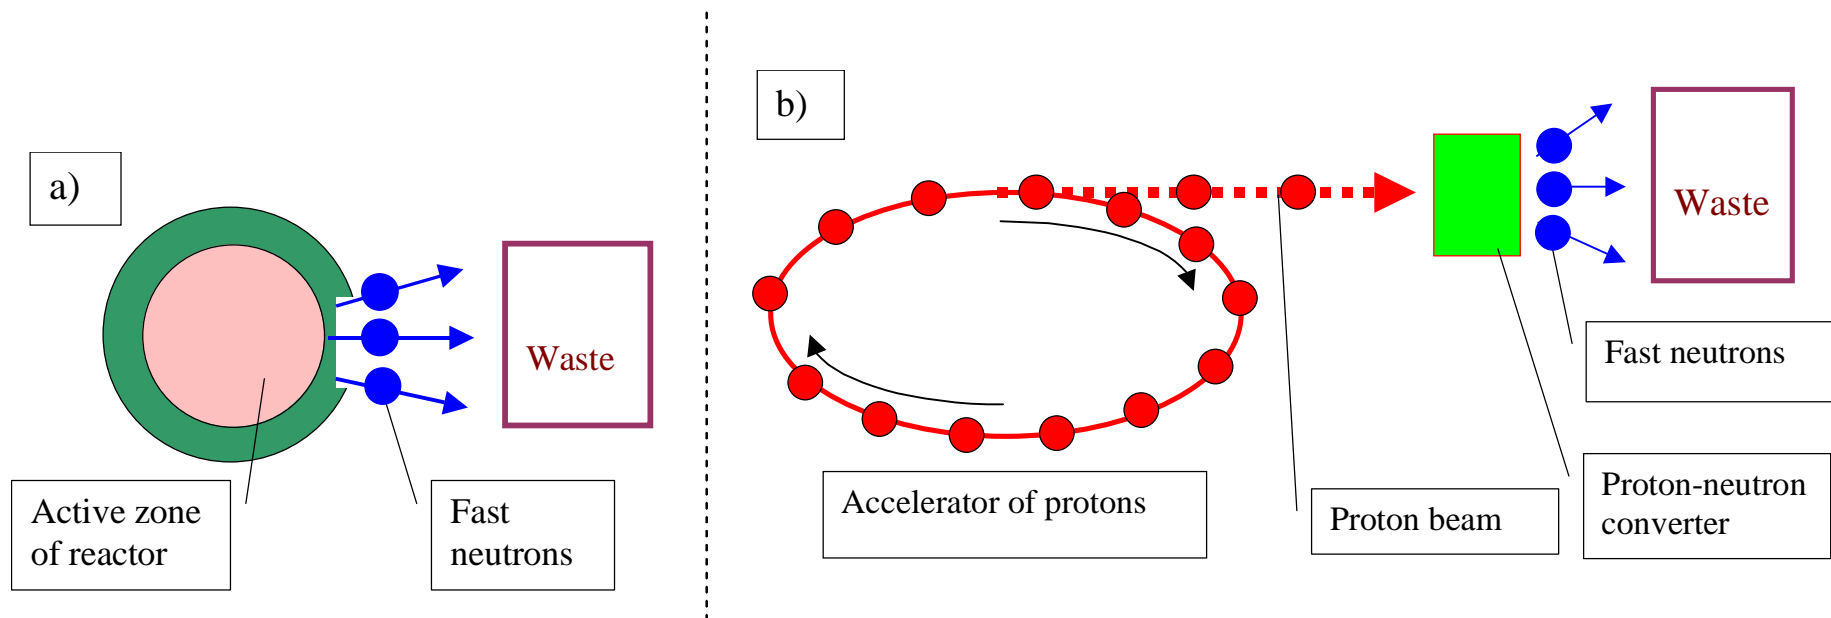 a)
Waste
Active zone
of reactor
Fast
neutrons
b)
Waste
Fast neutrons
Accelerator of protons
Proton beam
Proton-neutron
converter